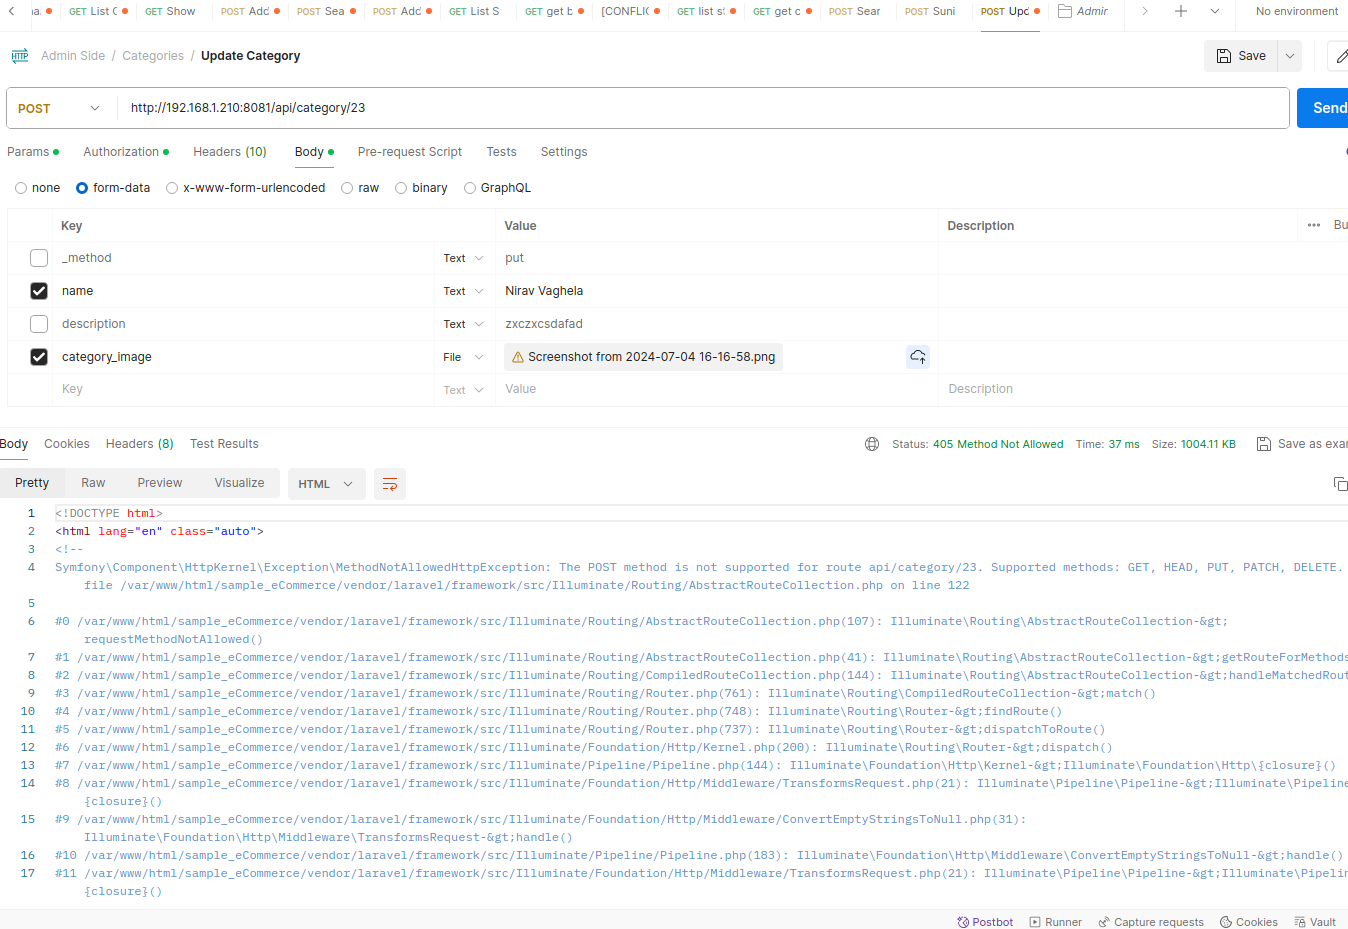 na. GET List C GET Show POST Adc POST Sea POST Adc GET List S GET get b [CONFLIC GET list st GET get c POST Sear POST Suni POST Upc Admir No environment
HTTP Admin Side / Categories / Update Category Save
POST http://192.168.1.210:8081/api/category/23 Send
Params Authorization Headers (10) Body Pre-request Script Tests Settings
none form-data x-www-form-urlencoded raw binary GraphQL
Key Value Description Bu
_method Text put
name Text Nirav Vaghela
description Text zxczxcsdafad
category_image File Screenshot from 2024-07-04 16-16-58.png
Key Text Value Description
Body Cookies Headers (8) Test Results Status: 405 Method Not Allowed Time: 37 ms Size: 1004.11 KB Save as exar
Pretty Raw Preview Visualize HTML
1 <!DOCTYPE html>
2 <html lang="en" class="auto">
3 <!--
4 Symfony\Component\HttpKernel\Exception\MethodNotAllowedHttpException: The POST method is not supported for route api/category/23. Supported methods: GET, HEAD, PUT, PATCH, DELETE.
file /var/www/html/sample_eCommerce/vendor/laravel/framework/src/Illuminate/Routing/AbstractRouteCollection.php on line 122
5
6 #0 /var/www/html/sample_eCommerce/vendor/laravel/framework/src/Illuminate/Routing/AbstractRouteCollection.php(107): Illuminate\Routing\AbstractRouteCollection-&gt;
requestMethodNotAllowed()
7 #1 /var/www/html/sample_eCommerce/vendor/laravel/framework/src/Illuminate/Routing/AbstractRouteCollection.php(41): Illuminate\Routing\AbstractRouteCollection-&gt;getRouteForMethods
8 #2 /var/www/html/sample_eCommerce/vendor/laravel/framework/src/Illuminate/Routing/CompiledRouteCollection.php(144): Illuminate\Routing\AbstractRouteCollection-&gt;handleMatchedRout
9 #3 /var/www/html/sample_eCommerce/vendor/laravel/framework/src/Illuminate/Routing/Router.php(761): Illuminate\Routing\CompiledRouteCollection-&gt;match()
10 #4 /var/www/html/sample_eCommerce/vendor/laravel/framework/src/Illuminate/Routing/Router.php(748): Illuminate\Routing\Router-&gt;findRoute()
11 #5 /var/www/html/sample_eCommerce/vendor/laravel/framework/src/Illuminate/Routing/Router.php(737): Illuminate\Routing\Router-&gt;dispatchToRoute()
12 #6 /var/www/html/sample_eCommerce/vendor/laravel/framework/src/Illuminate/Foundation/Http/Kernel.php(200): Illuminate\Routing\Router-&gt;dispatch()
13 #7 /var/www/html/sample_eCommerce/vendor/laravel/framework/src/Illuminate/Pipeline/Pipeline.php(144): Illuminate\Foundation\Http\Kernel-&gt;Illuminate\Foundation\Http\{closure}()
14 #8 /var/www/html/sample_eCommerce/vendor/laravel/framework/src/Illuminate/Foundation/Http/Middleware/TransformsRequest.php(21): Illuminate\Pipeline\Pipeline-&gt;Illuminate\Pipeline
{closure}()
15 #9 /var/www/html/sample_eCommerce/vendor/laravel/framework/src/Illuminate/Foundation/Http/Middleware/ConvertEmptyStringsToNull.php(31):
Illuminate\Foundation\Http\Middleware\TransformsRequest-&gt;handle()
16 #10 /var/www/html/sample_eCommerce/vendor/laravel/framework/src/Illuminate/Pipeline/Pipeline.php(183): Illuminate\Foundation\Http\Middleware\ConvertEmptyStringsToNull-&gt;handle()
17 #11 /var/www/html/sample_eCommerce/vendor/laravel/framework/src/Illuminate/Foundation/Http/Middleware/TransformsRequest.php(21): Illuminate\Pipeline\Pipeline-&gt;Illuminate\Pipelin
{closure}()
Postbot Runner Capture requests Cookies Vault